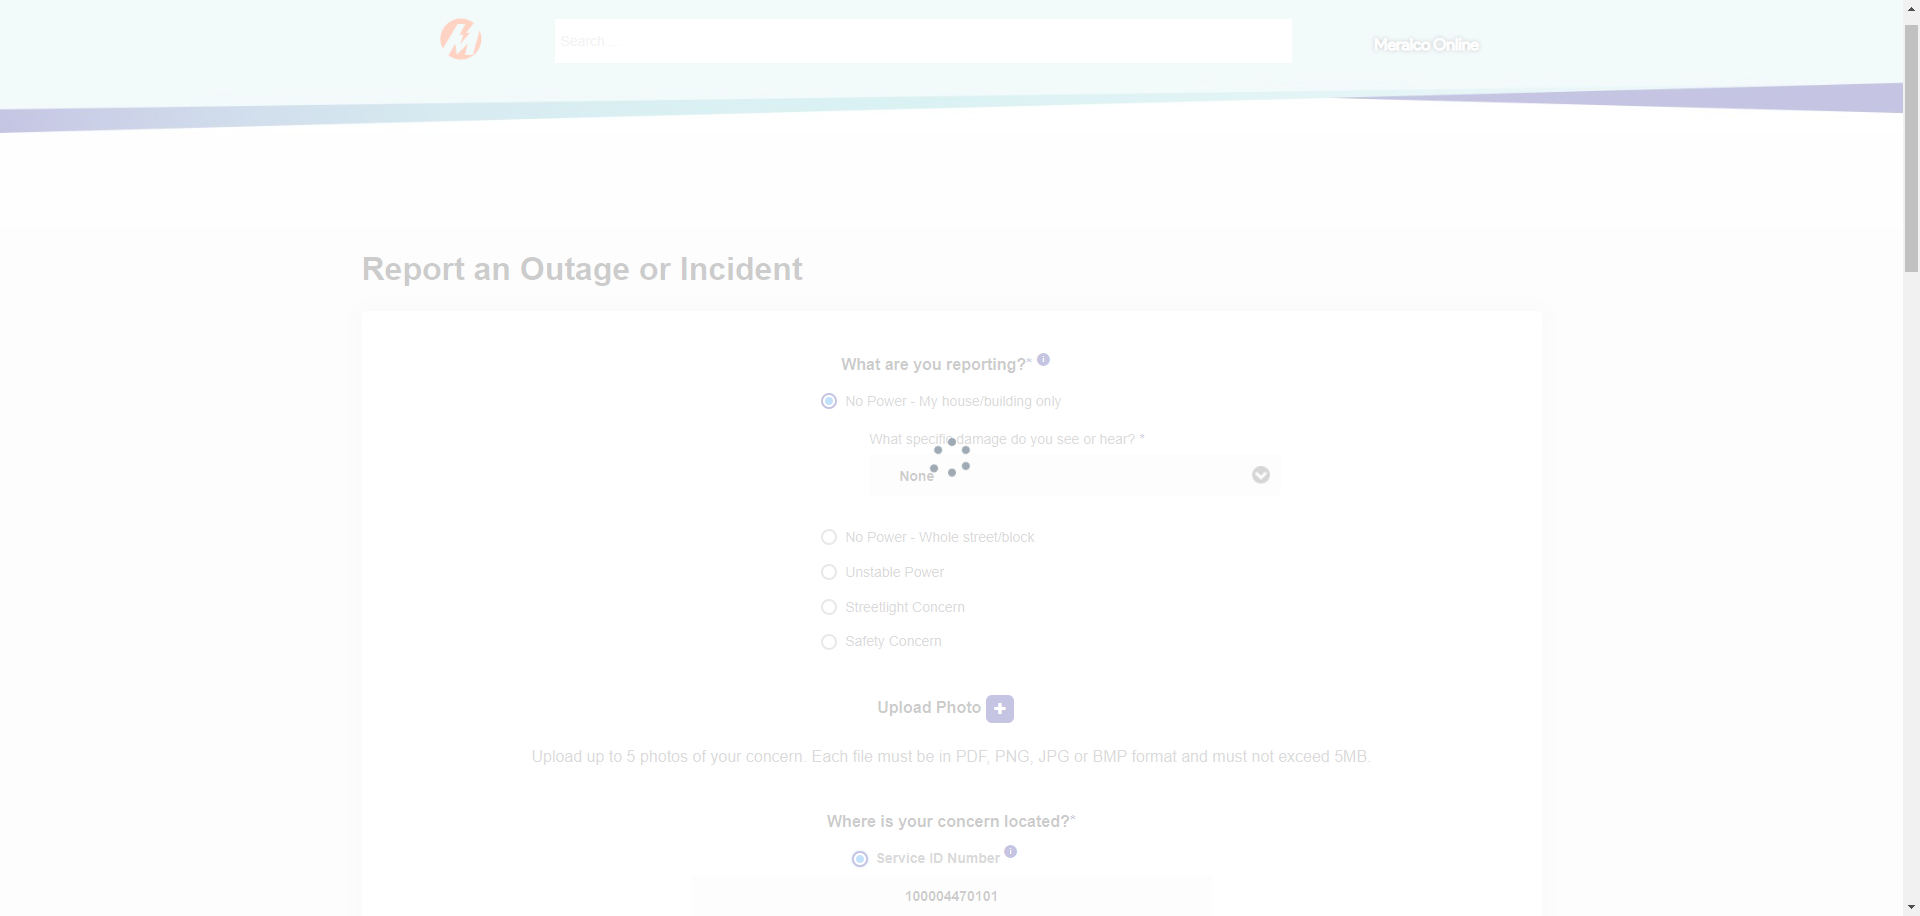 Search...
Meralco Online
Report an Outage or Incident
What are you reporting?*
No Power - My house/building only
What specific damage do you see or hear? *
None
No Power - Whole street/block
Unstable Power
Streetlight Concern
Safety Concern
Upload Photo
Upload up to 5 photos of your concern. Each file must be in PDF, PNG, JPG or BMP format and must not exceed 5MB.
Where is your concern located?*
Service ID Number
100004470101